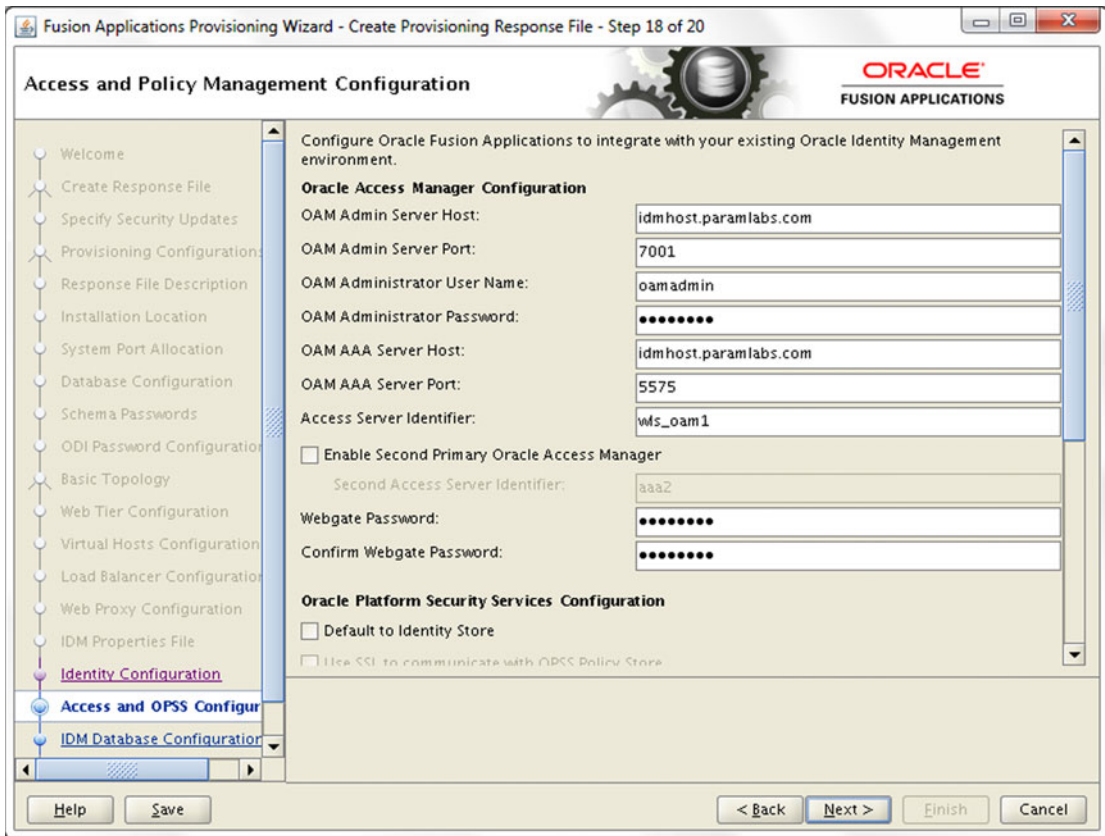 Fusion Applications Provisioning Wizard - Create Provisioning Response File - Step 18 of 20
Access and Policy Management Configuration
ORACLE
FUSION APPLICATIONS
Welcome
Create Response File
Specify Security Updates
Provisioning Configurations
Response File Description
Installation Location
System Port Allocation
Database Configuration
Schema Passwords
ODI Password Configuration
Basic Topology
Web Tier Configuration
Virtual Hosts Configuration
Load Balancer Configuration
Web Proxy Configuration
IDM Properties File
Identity Configuration
Access and OPSS Configur
IDM Database Configuration
Configure Oracle Fusion Applications to integrate with your existing Oracle Identity Management
environment.
Oracle Access Manager Configuration
OAM Admin Server Host: idmhost.paramlabs.com
OAM Admin Server Port: 7001
OAM Administrator User Name: oamadmin
OAM Administrator Password: ••••••••
OAM AAA Server Host: idmhost.paramlabs.com
OAM AAA Server Port: 5575
Access Server Identifier: wls_oam1
Enable Second Primary Oracle Access Manager
Second Access Server Identifier: aaa2
Webgate Password: ••••••••
Confirm Webgate Password: ••••••••
Oracle Platform Security Services Configuration
Default to Identity Store
Use SSL to communicate with OPSS Policy Store
Help Save < Back Next > Finish Cancel